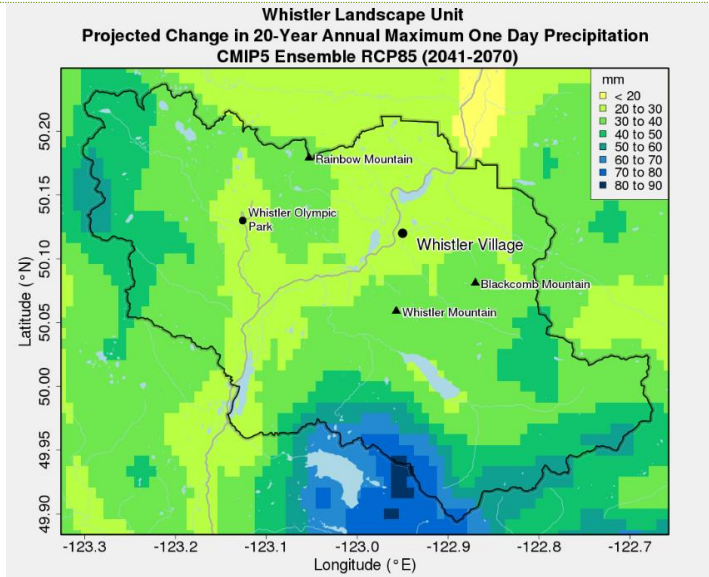 Whistler Landscape Unit
Projected Change in 20-Year Annual Maximum One Day Precipitation
CMIP5 Ensemble RCP85 (2041-2070)
mm
< 20
20 to 30
30 to 40
40 to 50
50 to 60
60 to 70
70 to 80
80 to 90
50.20
50.15
50.10
50.05
50.00
49.95
49.90
Latitude (°N)
Rainbow Mountain
Whistler Olympic
Park
Whistler Village
Blackcomb Mountain
Whistler Mountain
-123.3
-123.2
-123.1
-123.0
-122.9
-122.8
-122.7
Longitude (°E)